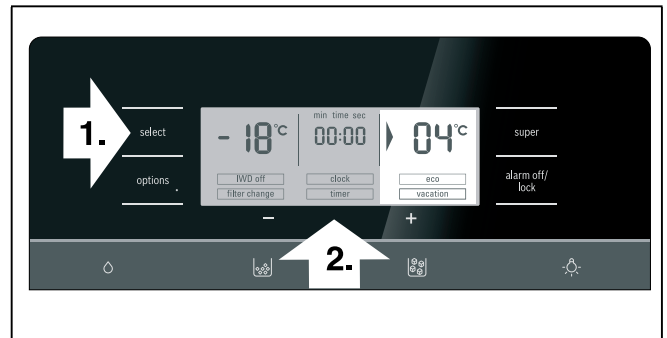 1.
select
options
- 18°C
min time sec
00:00
04°C
IWD off
clock
eco
filter change
timer
vacation
super
alarm off/
lock
-
+
2.